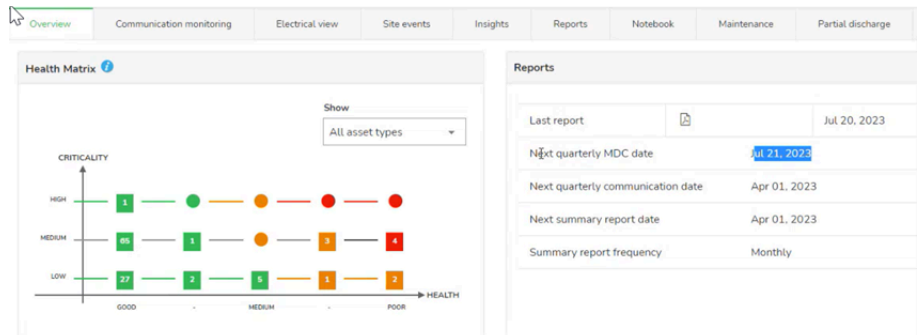 Overview Communication monitoring Electrical view Site events Insights Reports Notebook Maintenance Partial discharge
Health Matrix i
Show
All asset types
CRITICALITY
HIGH 1
MEDIUM 65 1 3 4
LOW 27 2 5 1 2
HEALTH
GOOD - MEDIUM - POOR
Reports
Last report Jul 20, 2023
Next quarterly MDC date Jul 21, 2023
Next quarterly communication date Apr 01, 2023
Next summary report date Apr 01, 2023
Summary report frequency Monthly